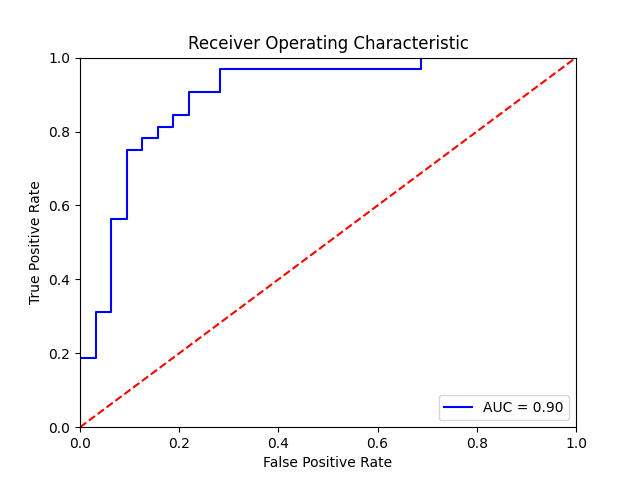 Receiver Operating Characteristic
True Positive Rate
1.0
0.8
0.6
0.4
0.2
0.0
AUC = 0.90
0.0 0.2 0.4 0.6 0.8 1.0
False Positive Rate